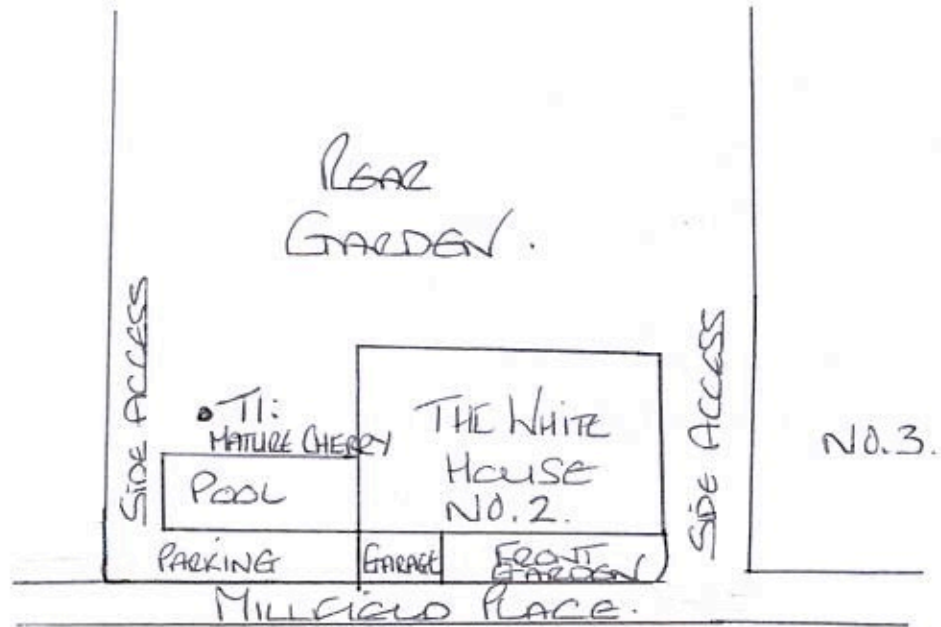 REAR
GARDEN.
SIDE ACCESS
T1:
MATURE CHERRY
POOL
THE WHITE
HOUSE
NO.2.
SIDE ACCESS
NO.3.
PARKING
GARAGE
FRONT
GARDEN
MILLFIELD PLACE.